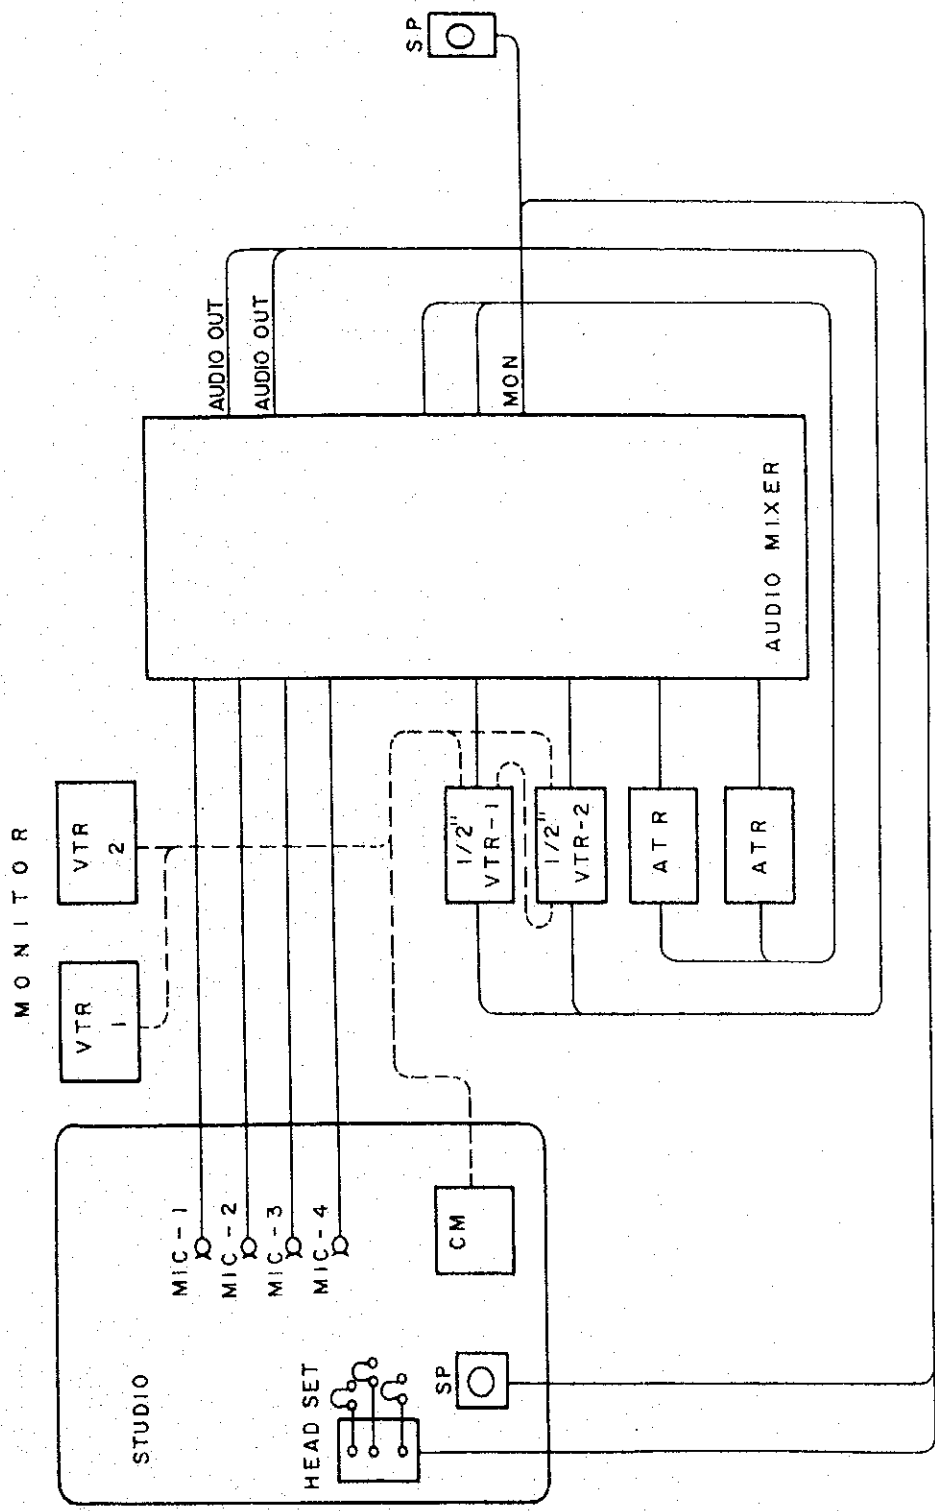 MONITOR
VTR
1
VTR
2
STUDIO
MIC-1
MIC-2
MIC-3
MIC-4
HEAD SET
SP
CM
1/2"
VTR-1
1/2"
VTR-2
ATR
ATR
AUDIO MIXER
AUDIO OUT
AUDIO OUT
MON
S.P